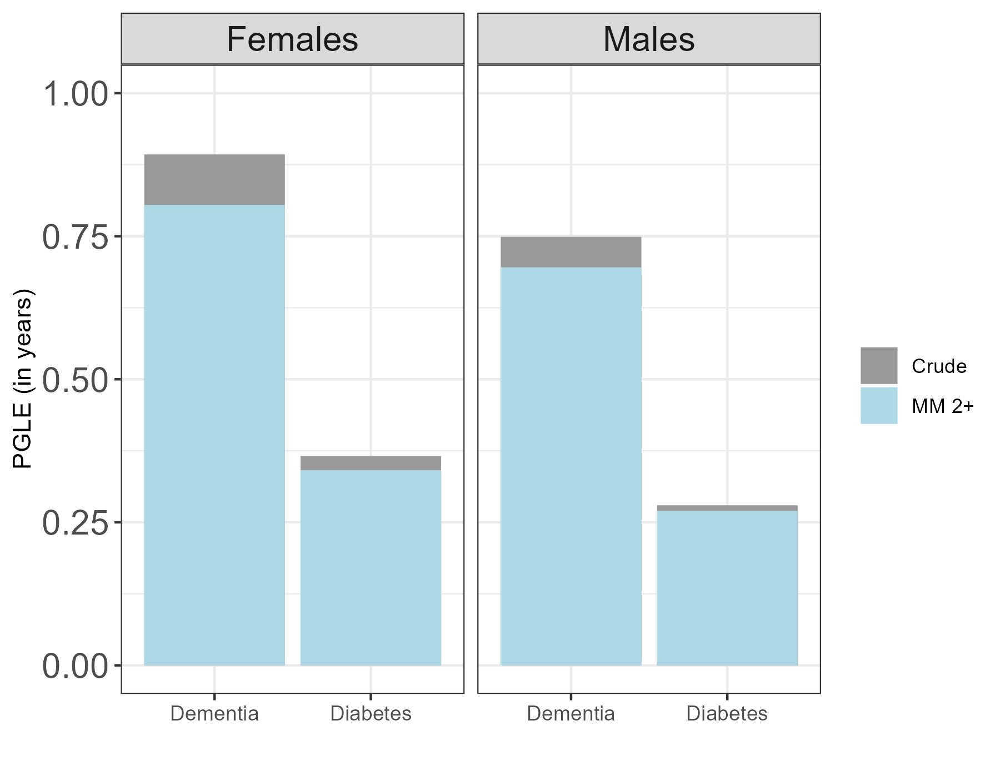 Females
Males
1.00
0.75
0.50
0.25
0.00
PGLE (in years)
Dementia
Diabetes
Dementia
Diabetes
Crude
MM 2+